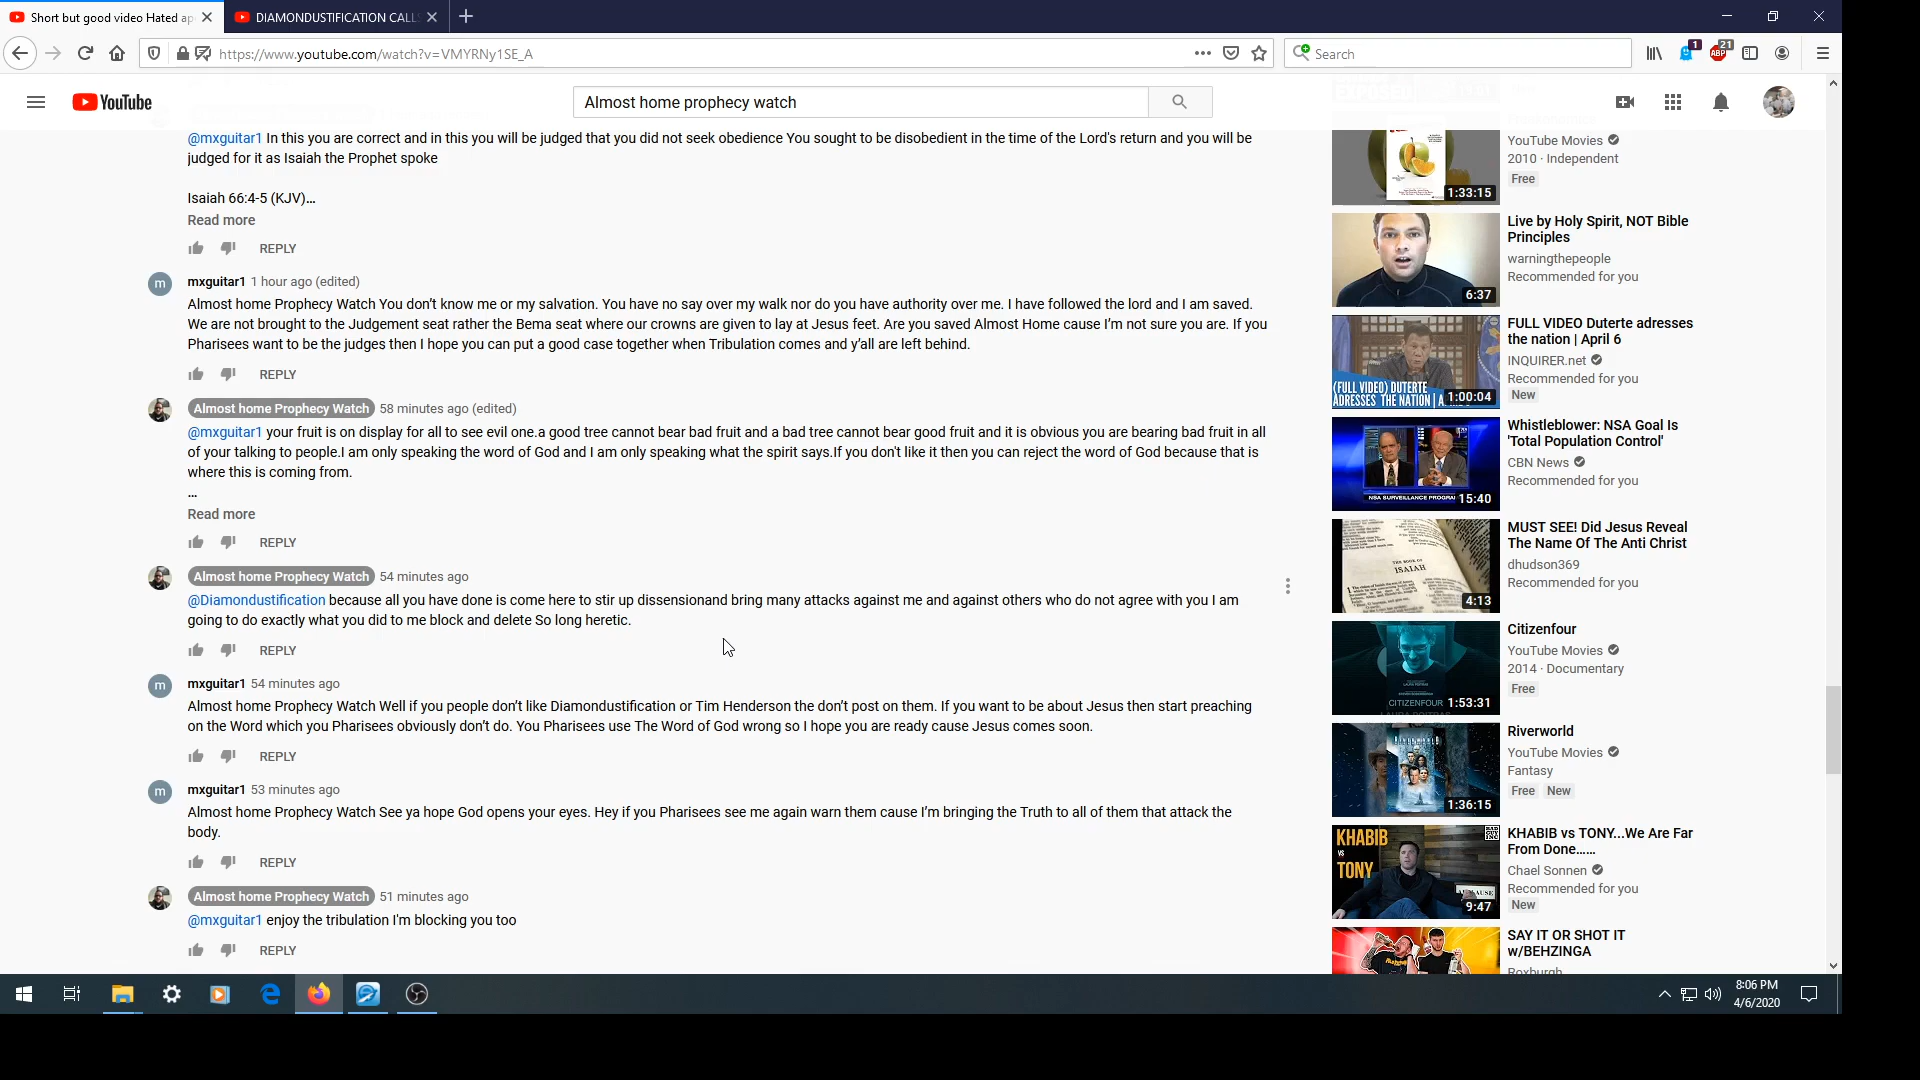 Short but good video Hated ap
DIAMONDUSTIFICATION CALL
https://www.youtube.com/watch?v=VMYRNy1SE_A
Search
1
21
ABP
YouTube
Almost home prophecy watch
@mxguitar1 In this you are correct and in this you will be judged that you did not seek obedience You sought to be disobedient in the time of the Lord's return and you will be
judged for it as Isaiah the Prophet spoke
Isaiah 66:4-5 (KJV)...
Read more
REPLY
m
mxguitar1 1 hour ago (edited)
Almost home Prophecy Watch You don't know me or my salvation. You have no say over my walk nor do you have authority over me. I have followed the lord and I am saved.
We are not brought to the Judgement seat rather the Bema seat where our crowns are given to lay at Jesus feet. Are you saved Almost Home cause I'm not sure you are. If you
Pharisees want to be the judges then I hope you can put a good case together when Tribulation comes and y'all are left behind.
REPLY
Almost home Prophecy Watch 58 minutes ago (edited)
@mxguitar1 your fruit is on display for all to see evil one.a good tree cannot bear bad fruit and a bad tree cannot bear good fruit and it is obvious you are bearing bad fruit in all
of your talking to people.I am only speaking the word of God and I am only speaking what the spirit says.If you don't like it then you can reject the word of God because that is
where this is coming from.
...
Read more
REPLY
Almost home Prophecy Watch 54 minutes ago
@Diamondustification because all you have done is come here to stir up dissensionand bring many attacks against me and against others who do not agree with you I am
going to do exactly what you did to me block and delete So long heretic.
REPLY
m
mxguitar1 54 minutes ago
Almost home Prophecy Watch Well if you people don't like Diamondustification or Tim Henderson the don't post on them. If you want to be about Jesus then start preaching
on the Word which you Pharisees obviously don't do. You Pharisees use The Word of God wrong so I hope you are ready cause Jesus comes soon.
REPLY
m
mxguitar1 53 minutes ago
Almost home Prophecy Watch See ya hope God opens your eyes. Hey if you Pharisees see me again warn them cause I'm bringing the Truth to all of them that attack the
body.
REPLY
Almost home Prophecy Watch 51 minutes ago
@mxguitar1 enjoy the tribulation I'm blocking you too
REPLY
YouTube Movies
2010 · Independent
Free
1:33:15
Live by Holy Spirit, NOT Bible
Principles
warningthepeople
Recommended for you
6:37
FULL VIDEO Duterte adresses
the nation | April 6
INQUIRER.net
Recommended for you
New
(FULL VIDEO) DUTERTE
ADRESSES THE NATION | A
1:00:04
Whistleblower: NSA Goal Is
'Total Population Control'
CBN News
Recommended for you
NSA SURVEILLANCE PROGRA
15:40
MUST SEE! Did Jesus Reveal
The Name Of The Anti Christ
dhudson369
Recommended for you
THE BOOK OF
ISAIAH
4:13
Citizenfour
YouTube Movies
2014 · Documentary
Free
CITIZENFOUR
1:53:31
Riverworld
YouTube Movies
Fantasy
Free New
RIVERWORLD
1:36:15
KHABIB vs TONY...We Are Far
From Done......
Chael Sonnen
Recommended for you
New
KHABIB
VS
TONY
BAD
GUY
INC
9:47
SAY IT OR SHOT IT
w/BEHZINGA
Roxburgh
8:06 PM
4/6/2020